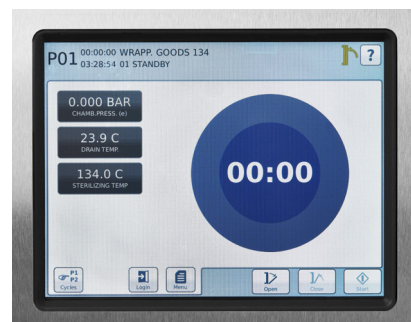 P01 00:00:00 WRAPP. GOODS 134
03:28:54 01 STANDBY
?
0.000 BAR
CHAMB.PRESS. (e)
23.9 C
DRAIN TEMP.
134.0 C
STERILIZING TEMP
00:00
P1
P2
Cycles
Login
Menu
Open
Close
Start